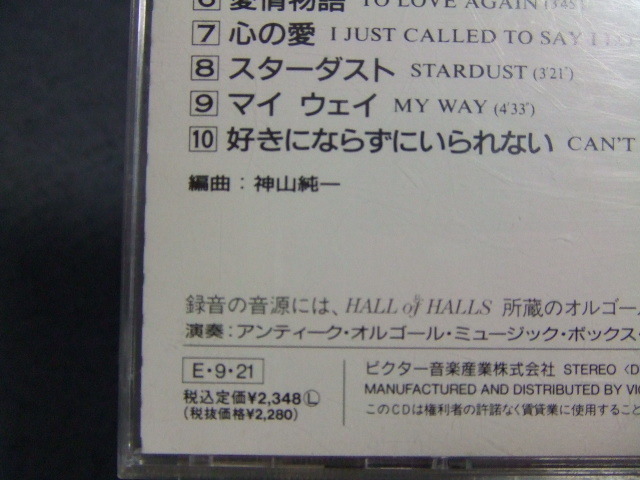 6 愛情物語 TO LOVE AGAIN (3'45")
7 心の愛 I JUST CALLED TO SAY I
8 スターダスト STARDUST (3'21")
9 マイ ウェイ MY WAY (4'33")
10 好きにならずにいられない CAN'T
編曲：神山純一
録音の音源には、HALL of HALLS 所蔵のオルゴー
演奏：アンティーク・オルゴール・ミュージック・ボックス・
E・9・21
税込定価¥2,348Ⓛ
(税抜価格¥2,280)
ビクター音楽産業株式会社 STEREO 〈D
MANUFACTURED AND DISTRIBUTED BY VIC
このCDは権利者の許諾なく賃貸業に使用すること